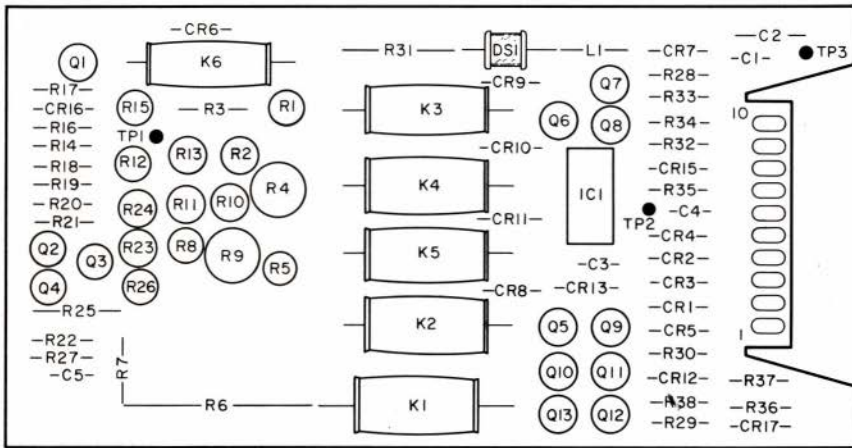 -CR6-
C2
Q1
K6
R31
DS1
L1
-CR7-
-C1-
TP3
-R17-
-CR9-
Q7
-R28-
-CR16-
R15
-R3-
R1
K3
-R33-
10
-R16-
TP1
Q6
Q8
-R34-
-R14-
R13
R2
-CR10-
-R32-
-R18-
R12
K4
IC1
-CR15-
-R19-
R4
-R35-
-R20-
R24
R11
R10
-C4-
-R21-
-CR11-
TP2
Q2
R23
R8
-CR4-
Q3
R9
R5
K5
-C3-
-CR2-
Q4
R26
-CR8-
-CR13-
-CR3-
-R25-
-CR1-
K2
Q5
Q9
-CR5-
1
-R22-
-R30-
-R27-
R7
Q10
Q11
-CR12-
-R37-
-C5-
R6
K1
Q13
Q12
-R38-
-R36-
-R29-
-CR17-